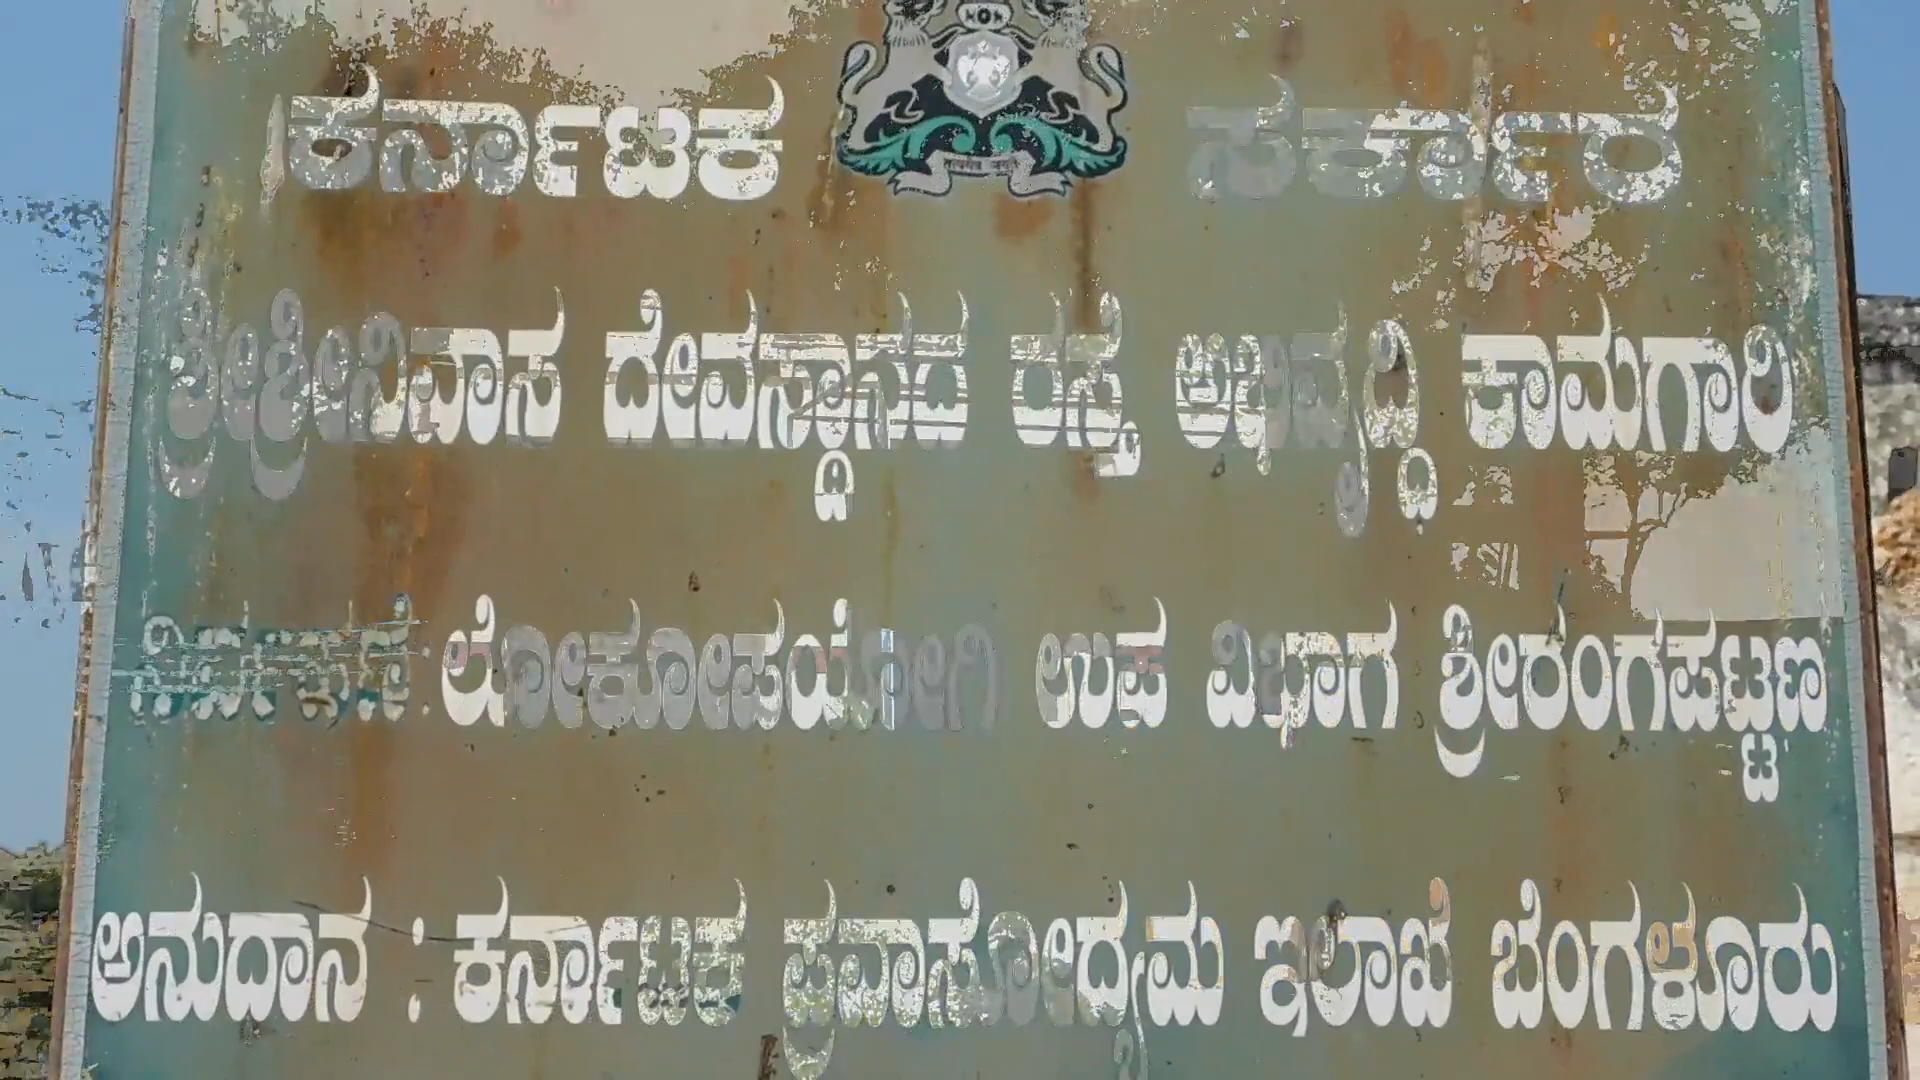 ಕರ್ನಾಟಕ ಸರ್ಕಾರ
ಶ್ರೀಶ್ರೀನಿವಾಸ ದೇವಸ್ಥಾನದ ರಸ್ತೆ ಅಭಿವೃದ್ಧಿ ಕಾಮಗಾರಿ
: ಲೋಕೋಪಯೋಗಿ ಉಪ ವಿಭಾಗ ಶ್ರೀರಂಗಪಟ್ಟಣ
ಅನುದಾನ : ಕರ್ನಾಟಕ ಪ್ರವಾಸೋದ್ಯಮ ಇಲಾಖೆ ಬೆಂಗಳೂರು